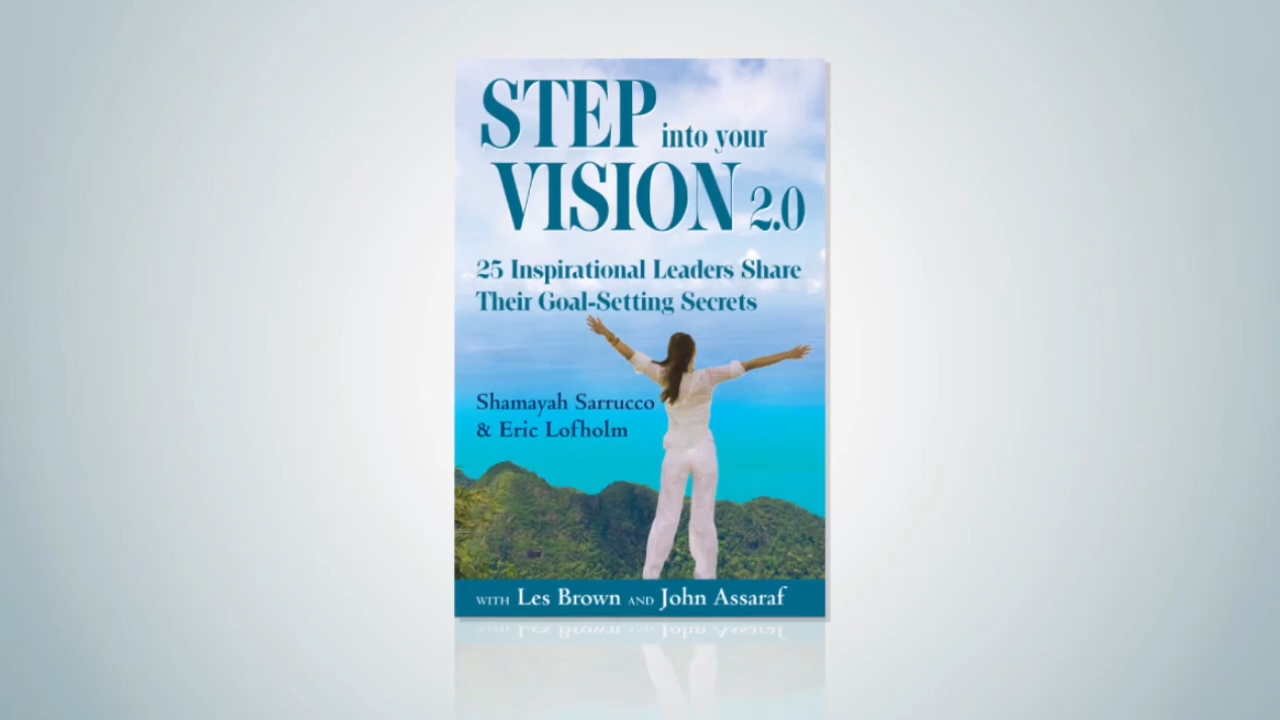 STEP into your
VISION 2.0
25 Inspirational Leaders Share
Their Goal-Setting Secrets
Shamayah Sarrucco
& Eric Lofholm
WITH Les Brown AND John Assaraf